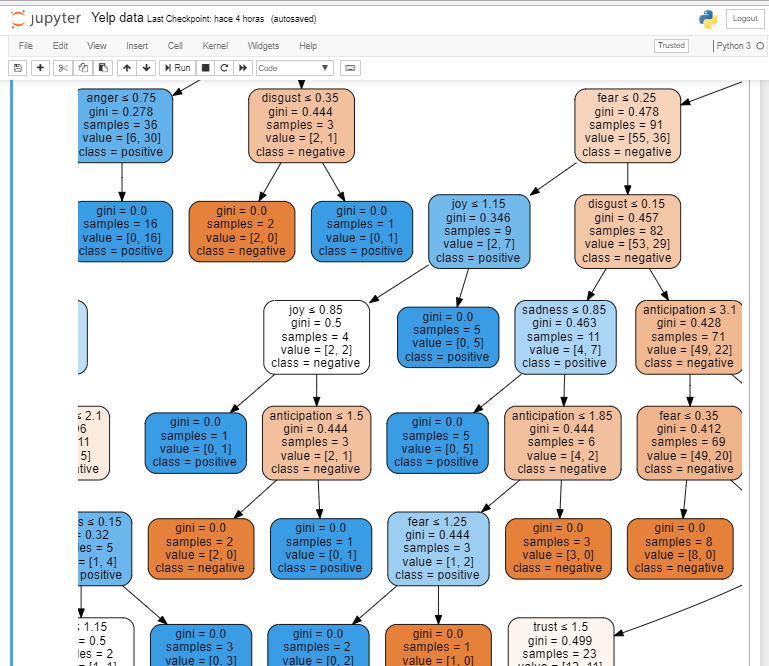 jupyter Yelp data Last Checkpoint: hace 4 horas (autosaved) Logout
File Edit View Insert Cell Kernel Widgets Help Trusted Python 3
Run Code
anger ≤ 0.75
gini = 0.278
samples = 36
value = [6, 30]
class = positive
disgust ≤ 0.35
gini = 0.444
samples = 3
value = [2, 1]
class = negative
fear ≤ 0.25
gini = 0.478
samples = 91
value = [55, 36]
class = negative
gini = 0.0
samples = 16
value = [0, 16]
class = positive
gini = 0.0
samples = 2
value = [2, 0]
class = negative
gini = 0.0
samples = 1
value = [0, 1]
class = positive
joy ≤ 1.15
gini = 0.346
samples = 9
value = [2, 7]
class = positive
disgust ≤ 0.15
gini = 0.457
samples = 82
value = [53, 29]
class = negative
joy ≤ 0.85
gini = 0.5
samples = 4
value = [2, 2]
class = negative
gini = 0.0
samples = 5
value = [0, 5]
class = positive
sadness ≤ 0.85
gini = 0.463
samples = 11
value = [4, 7]
class = positive
anticipation ≤ 3.1
gini = 0.428
samples = 71
value = [49, 22]
class = negative
≤ 2.1
11
5]
tive
gini = 0.0
samples = 1
value = [0, 1]
class = positive
anticipation ≤ 1.5
gini = 0.444
samples = 3
value = [2, 1]
class = negative
gini = 0.0
samples = 5
value = [0, 5]
class = positive
anticipation ≤ 1.85
gini = 0.444
samples = 6
value = [4, 2]
class = negative
fear ≤ 0.35
gini = 0.412
samples = 69
value = [49, 20]
class = negative
s ≤ 0.15
= 0.32
es = 5
= [1, 4]
positive
gini = 0.0
samples = 2
value = [2, 0]
class = negative
gini = 0.0
samples = 1
value = [0, 1]
class = positive
fear ≤ 1.25
gini = 0.444
samples = 3
value = [1, 2]
class = positive
gini = 0.0
samples = 3
value = [3, 0]
class = negative
gini = 0.0
samples = 8
value = [8, 0]
class = negative
1.15
= 0.5
les = 2
= [1, 1]
gini = 0.0
samples = 3
value = [0, 3]
gini = 0.0
samples = 2
value = [0, 2]
gini = 0.0
samples = 1
value = [1, 0]
trust ≤ 1.5
gini = 0.499
samples = 23
value = [12, 11]